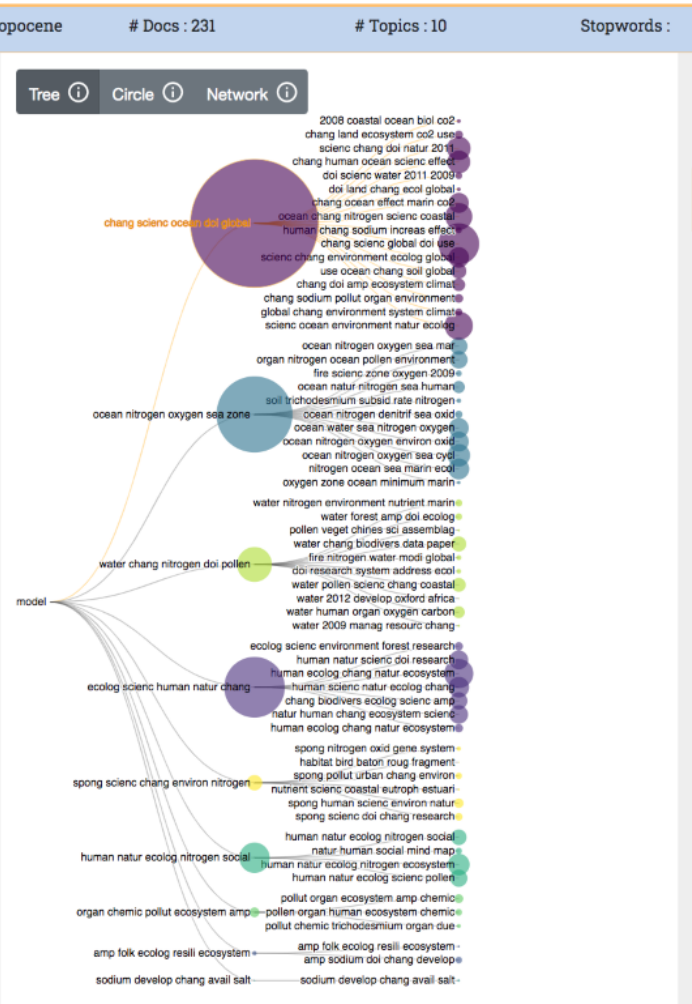 opocene # Docs : 231 # Topics : 10 Stopwords :
Tree Circle Network
2008 coastal ocean biol co2
chang land ecosystem co2 use
scienc chang doi natur 2011
chang human ocean scienc effect
doi scienc water 2011 2009
doi land chang ecol global
chang ocean effect marin co2
ocean chang nitrogen scienc coastal
chang scienc ocean doi global
human chang sodium increas effect
chang scienc global doi use
scienc chang environment ecolog global
use ocean chang soil global
chang doi amp ecosystem climat
chang sodium pollut organ environment
global chang environment system climat
scienc ocean environment natur ecolog
ocean nitrogen oxygen sea mar
organ nitrogen ocean pollen environment
fire scienc zone oxygen 2009
ocean natur nitrogen sea human
soil trichodesmium subsid rate nitrogen
ocean nitrogen oxygen sea zone
ocean nitrogen denitrif sea oxid
ocean water sea nitrogen oxygen
ocean nitrogen oxygen environ oxid
ocean nitrogen oxygen sea cycl
nitrogen ocean sea marin ecol
oxygen zone ocean minimum marin
water nitrogen environment nutrient marin
water forest amp doi ecolog
pollen veget chines sci assemblag
water chang biodivers data paper
fire nitrogen water modi global
water chang nitrogen doi pollen
doi research system address ecol
water pollen scienc chang coastal
water 2012 develop oxford africa
model
water human organ oxygen carbon
water 2009 manag resourc chang
ecolog scienc environment forest research
human natur scienc doi research
human ecolog chang natur ecosystem
ecolog scienc human natur chang
human scienc natur ecolog chang
chang biodivers ecolog scienc amp
natur human chang ecosystem scienc
human ecolog chang natur ecosystem
spong nitrogen oxid gene system
habitat bird baton roug fragment
spong pollut urban chang environ
spong scienc chang environ nitrogen
nutrient scienc coastal eutroph estuari
spong human scienc environ natur
spong scienc doi chang research
human natur ecolog nitrogen social
natur human social mind map
human natur ecolog nitrogen social
human natur ecolog nitrogen ecosystem
human natur ecolog scienc pollen
pollut organ ecosystem amp chemic
organ chemic pollut ecosystem amp
pollen organ human ecosystem chemic
pollut chemic trichodesmium organ due
amp folk ecolog resili ecosystem
amp folk ecolog resili ecosystem
amp sodium doi chang develop
sodium develop chang avail salt
sodium develop chang avail salt